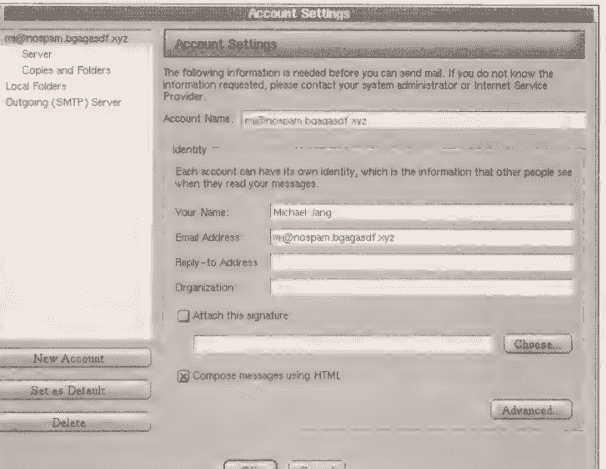 Account Settings
mj@nospam.bgagasdf.xyz
Server
Copies and Folders
Local Folders
Outgoing (SMTP) Server
Account Settings
The following information is needed before you can send mail. If you do not know the
information requested, please contact your system administrator or Internet Service
Provider.
Account Name: mj@nospam.bgagasdf.xyz
Identity
Each account can have its own identity, which is the information that other people see
when they read your messages.
Your Name: Michael Jang
Email Address: mj@nospam.bgagasdf.xyz
Reply-to Address
Organization:
Attach this signature:
Choose...
Compose messages using HTML
Advanced...
New Account
Set as Default
Delete